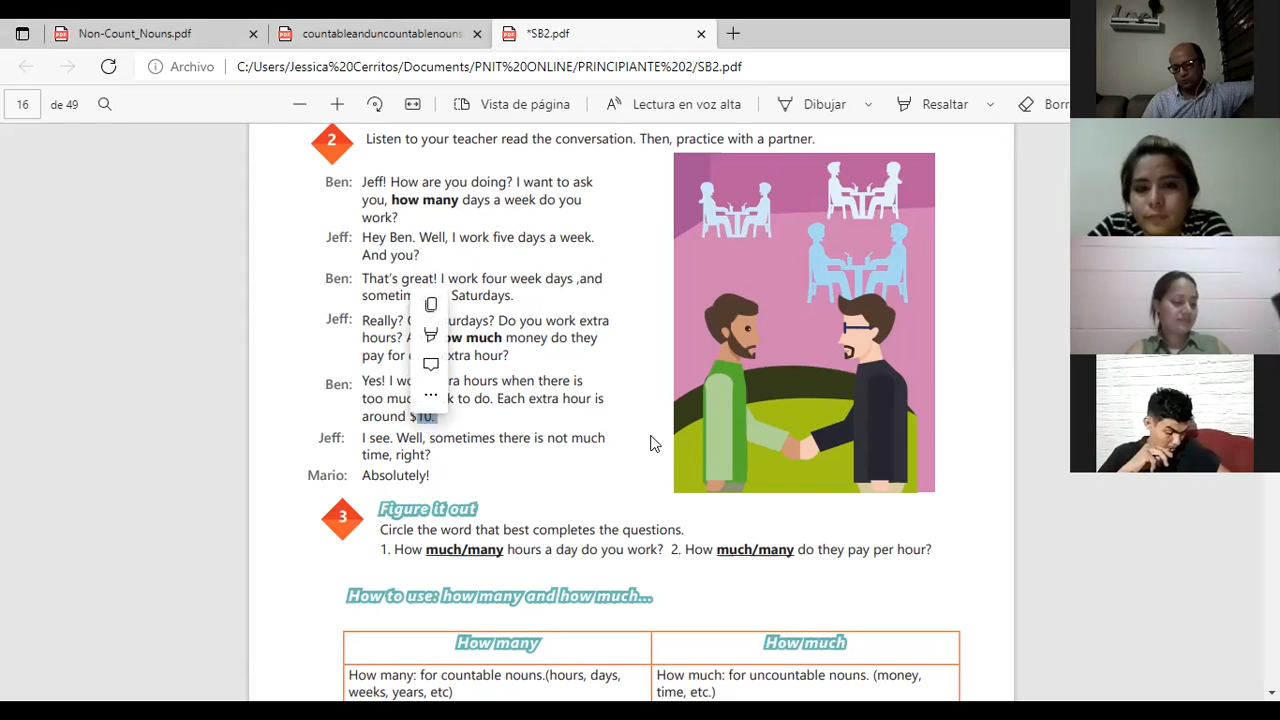 Non-Count_Nouns.pdf
countableanduncountablenouns
*SB2.pdf
Archivo
C:/Users/Jessica%20Cerritos/Documents/PNIT%20ONLINE/PRINCIPIANTE%202/SB2.pdf
16 de 49
Vista de página
Lectura en voz alta
Dibujar
Resaltar
Borr
2 Listen to your teacher read the conversation. Then, practice with a partner.
Ben: Jeff! How are you doing? I want to ask
you, how many days a week do you
work?
Jeff: Hey Ben. Well, I work five days a week.
And you?
Ben: That's great! I work four week days ,and
sometim Saturdays.
Jeff: Really? urdays? Do you work extra
hours? ow much money do they
pay for xtra hour?
Ben: Yes! I w ra hours when there is
too mu k to do. Each extra hour is
around $10.
Jeff: I see. Well, sometimes there is not much
time, right?
Mario: Absolutely!
3 Figure it out
Circle the word that best completes the questions.
1. How much/many hours a day do you work? 2. How much/many do they pay per hour?
How to use: how many and how much...
How many
How much
How many: for countable nouns.(hours, days,
weeks, years, etc)
How much: for uncountable nouns. (money,
time, etc.)